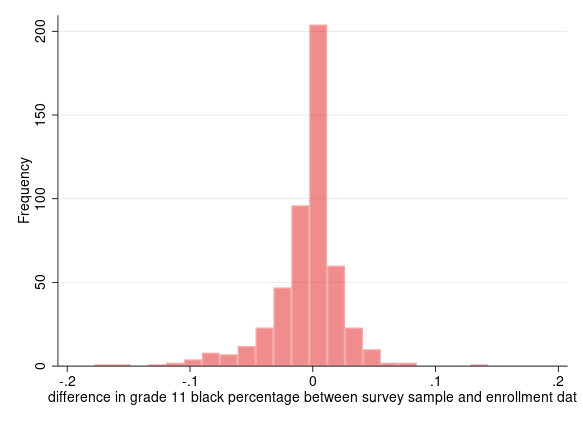 200
150
100
50
0
Frequency
-.2 -.1 0 .1 .2
difference in grade 11 black percentage between survey sample and enrollment dat